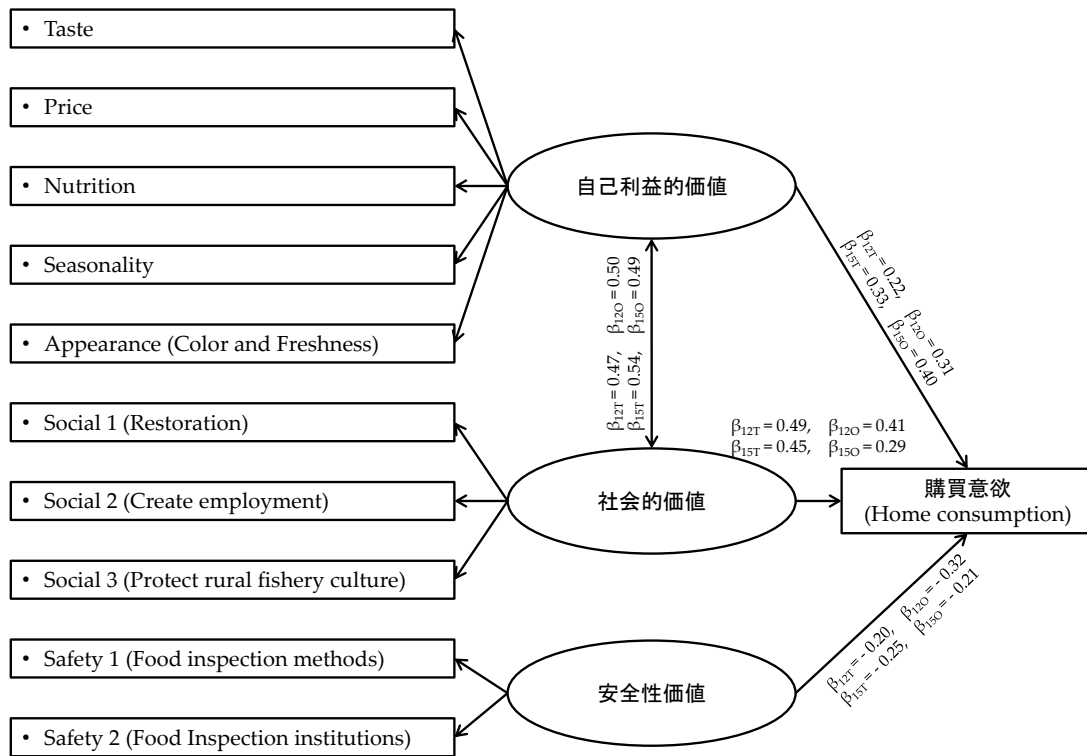 • Taste
• Price
• Nutrition
• Seasonality
• Appearance (Color and Freshness)
• Social 1 (Restoration)
• Social 2 (Create employment)
• Social 3 (Protect rural fishery culture)
• Safety 1 (Food inspection methods)
• Safety 2 (Food Inspection institutions)
自己利益的価値
社会的価値
安全性価値
β12T = 0.47, β12O = 0.50
β15T = 0.54, β15O = 0.49
β12T = 0.22, β12O = 0.31
β15T = 0.33, β15O = 0.40
β12T = 0.49, β12O = 0.41
β15T = 0.45, β15O = 0.29
β12T = - 0.20, β12O = - 0.32
β15T = - 0.25, β15O = - 0.21
購買意欲
(Home consumption)